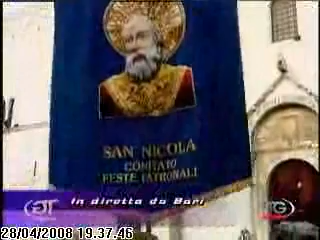 SAN NICOLA
COMITATO
FESTE PATRONALI
In diretta da Bari
28/04/2008 19.37.46